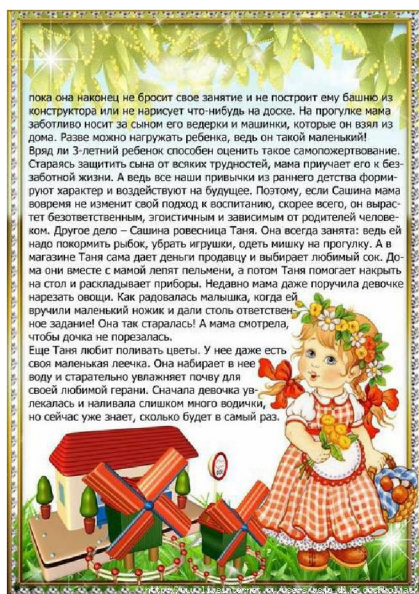 пока она наконец не бросит свое занятие и не построит ему башню из
конструктора или не нарисует что-нибудь на доске. На прогулке мама
заботливо носит за сыном его ведерки и машинки, которые он взял из
дома. Разве можно нагружать ребенка, ведь он такой маленький!
Вряд ли 3-летний ребенок способен оценить такое самопожертвование.
Стараясь защитить сына от всяких трудностей, мама приучает его к без-
заботной жизни. А ведь все наши привычки из раннего детства форми-
руют характер и воздействуют на будущее. Поэтому, если Сашина мама
вовремя не изменит свой подход к воспитанию, скорее всего, он вырас-
тет безответственным, эгоистичным и зависимым от родителей челове-
ком. Другое дело – Сашина ровесница Таня. Она всегда занята: ведь ей
надо покормить рыбок, убрать игрушки, одеть мишку на прогулку. А в
магазине Таня сама дает деньги продавцу и выбирает любимый сок. До-
ма они вместе с мамой лепят пельмени, а потом Таня помогает накрыть
на стол и раскладывает приборы. Недавно мама даже поручила девочке
нарезать овощи. Как радовалась малышка, когда ей
вручили маленький ножик и дали столь ответствен-
ное задание! Она так старалась! А мама смотрела,
чтобы дочка не порезалась.
Еще Таня любит поливать цветы. У нее даже есть
своя маленькая леечка. Она набирает в нее
воду и старательно увлажняет почву для
своей любимой герани. Сначала девочка ув-
лекалась и наливала слишком много водички,
но сейчас уже знает, сколько будет в самый раз.